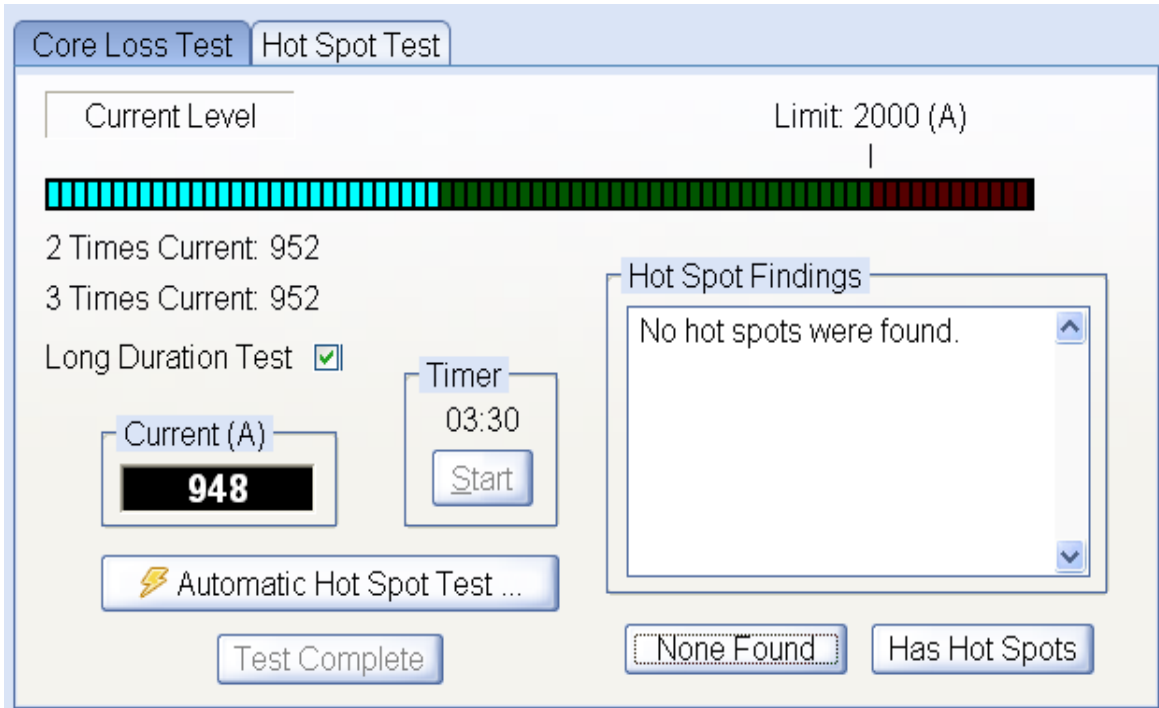 Core Loss Test
Hot Spot Test
Current Level
Limit: 2000 (A)
2 Times Current: 952
3 Times Current: 952
Long Duration Test
Timer
03:30
Start
Current (A)
948
Automatic Hot Spot Test ...
Test Complete
Hot Spot Findings
No hot spots were found.
None Found
Has Hot Spots